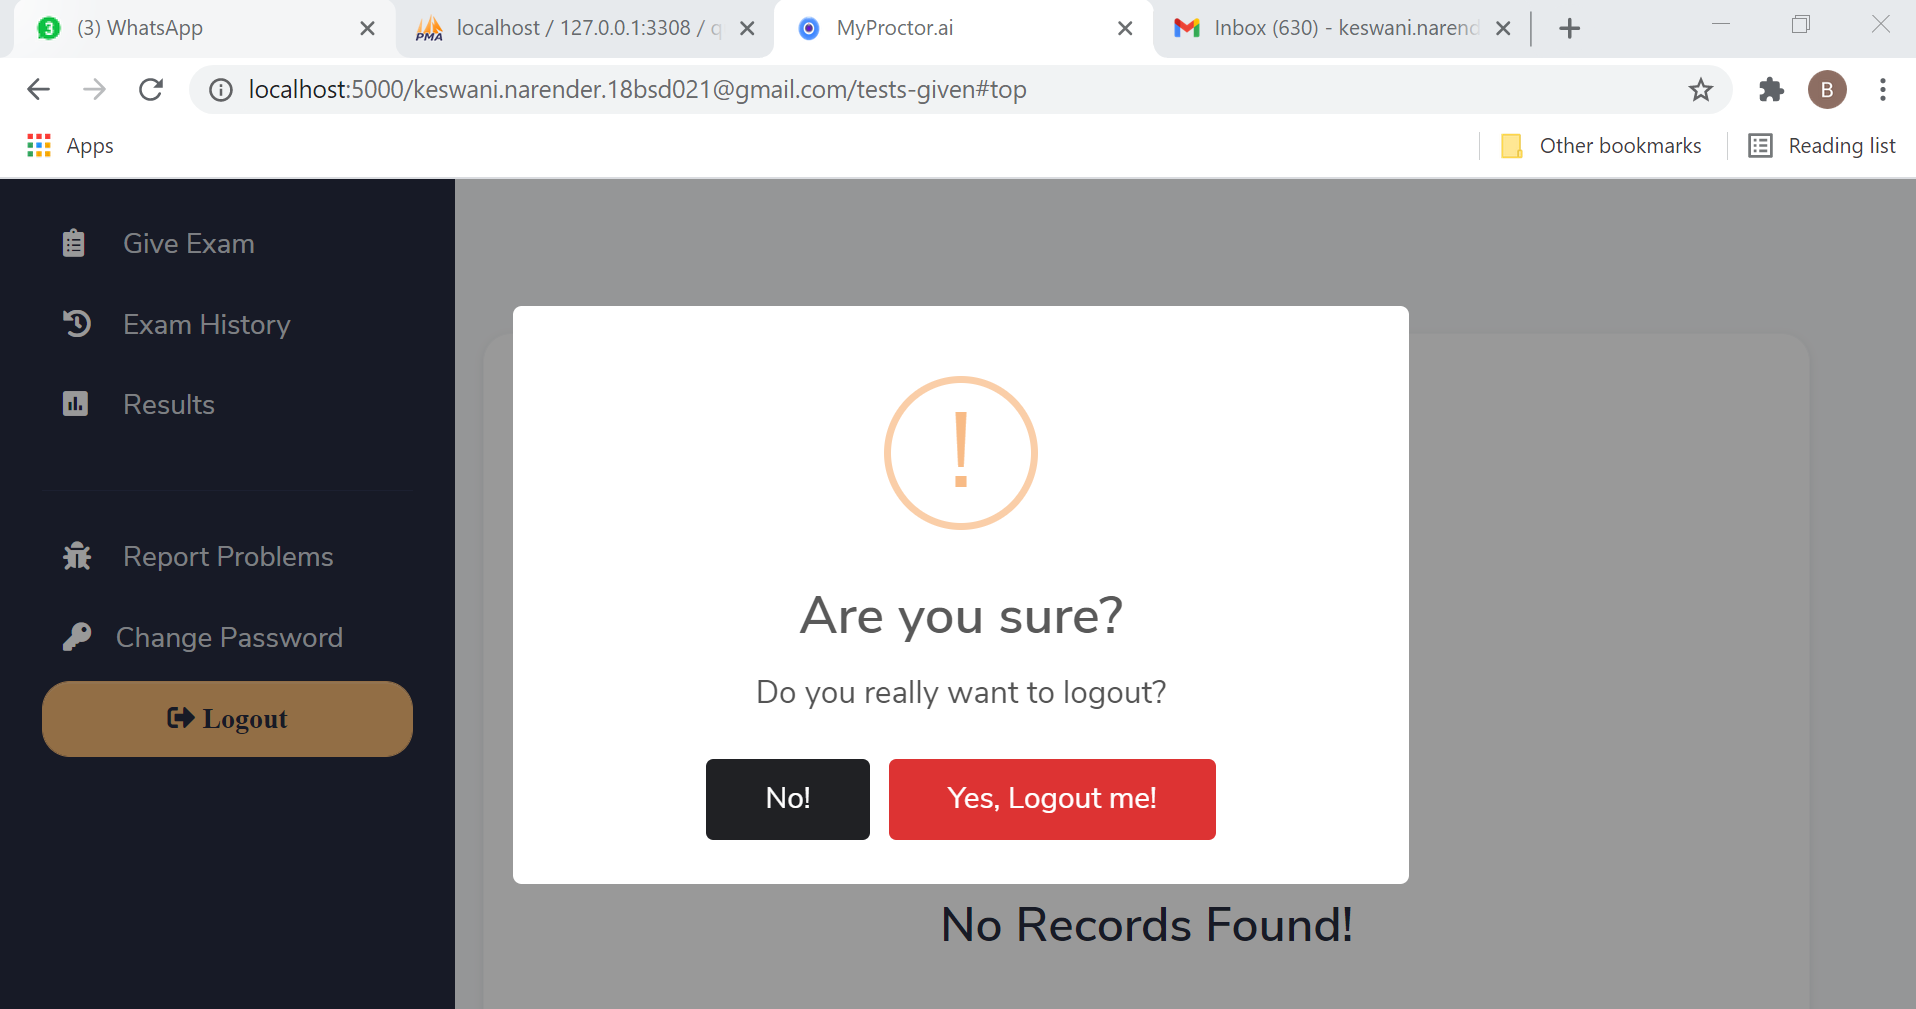 3 (3) WhatsApp
PMA localhost / 127.0.0.1:3308 / q
MyProctor.ai
Inbox (630) - keswani.narend
localhost:5000/keswani.narender.18bsd021@gmail.com/tests-given#top
B
Apps
Other bookmarks
Reading list
Give Exam
Exam History
Results
Report Problems
Change Password
Logout
!
Are you sure?
Do you really want to logout?
No!
Yes, Logout me!
No Records Found!